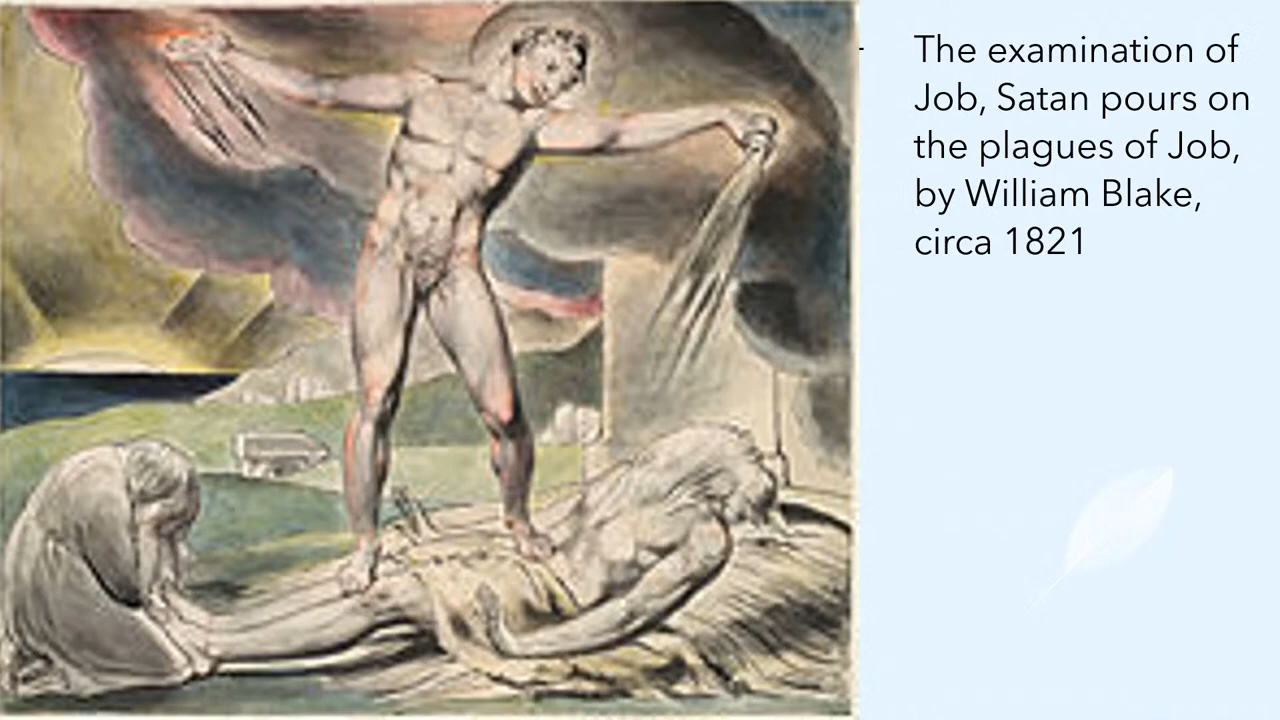 The examination of
Job, Satan pours on
the plagues of Job,
by William Blake,
circa 1821